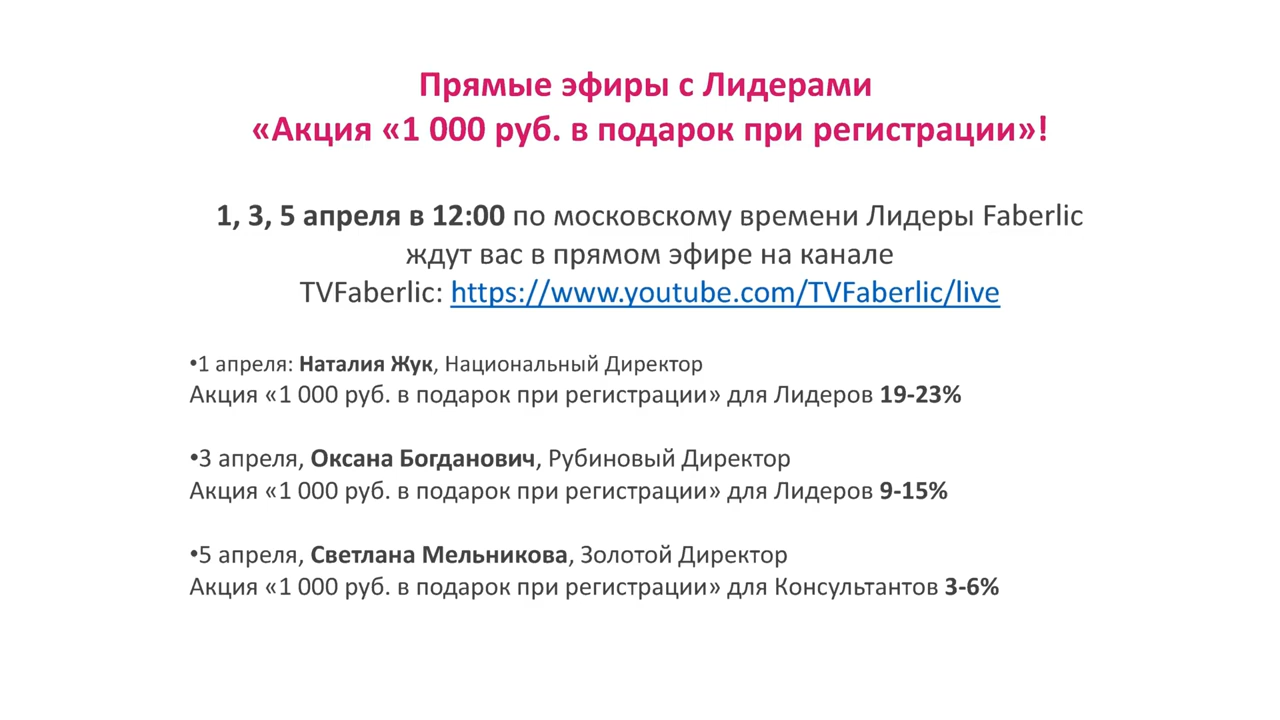 Прямые эфиры с Лидерами
«Акция «1 000 руб. в подарок при регистрации»!
1, 3, 5 апреля в 12:00 по московскому времени Лидеры Faberlic
ждут вас в прямом эфире на канале
TVFaberlic: https://www.youtube.com/TVFaberlic/live
•1 апреля: Наталия Жук, Национальный Директор
Акция «1 000 руб. в подарок при регистрации» для Лидеров 19-23%
•3 апреля, Оксана Богданович, Рубиновый Директор
Акция «1 000 руб. в подарок при регистрации» для Лидеров 9-15%
•5 апреля, Светлана Мельникова, Золотой Директор
Акция «1 000 руб. в подарок при регистрации» для Консультантов 3-6%